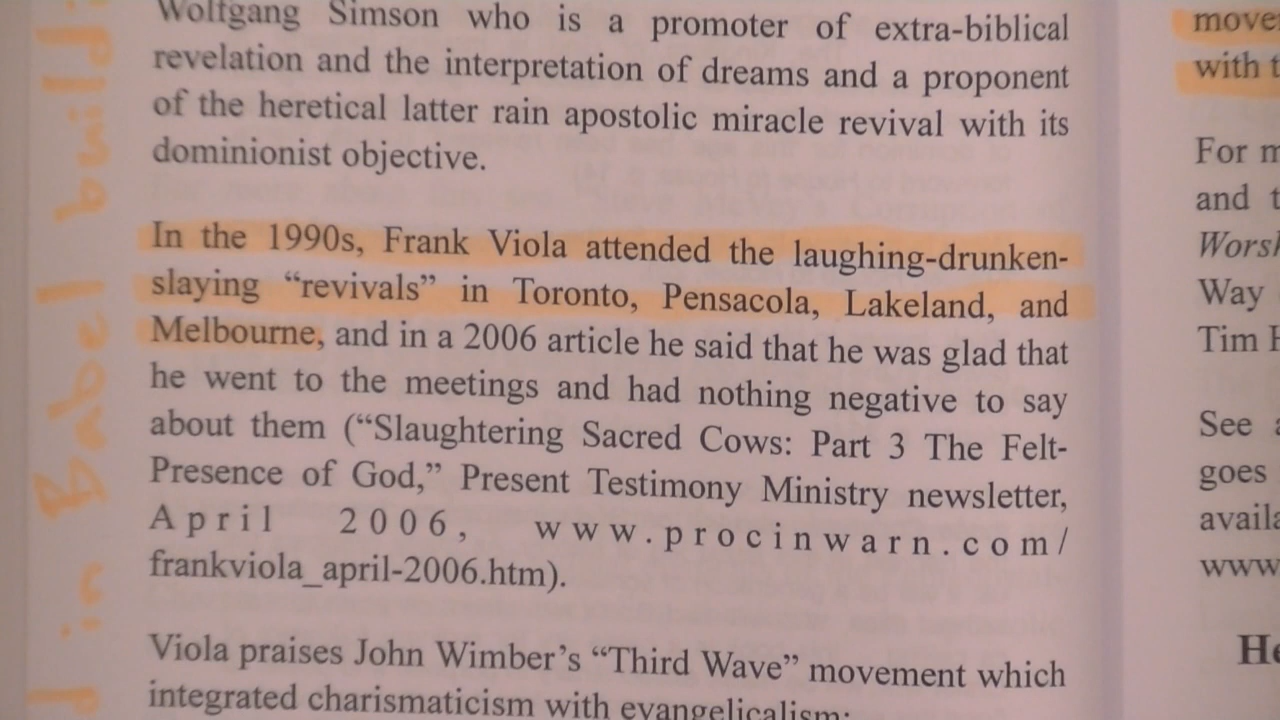 Wolfgang Simson who is a promoter of extra-biblical
revelation and the interpretation of dreams and a proponent
of the heretical latter rain apostolic miracle revival with its
dominionist objective.
In the 1990s, Frank Viola attended the laughing-drunken-
slaying “revivals” in Toronto, Pensacola, Lakeland, and
Melbourne, and in a 2006 article he said that he was glad that
he went to the meetings and had nothing negative to say
about them (“Slaughtering Sacred Cows: Part 3 The Felt-
Presence of God,” Present Testimony Ministry newsletter,
April 2006, www.procinwarn.com/
frankviola_april-2006.htm).
Viola praises John Wimber’s “Third Wave” movement which
integrated charismaticism with evangelicalism:
in Babel build
with
For
and
Way
Tim
See
goes
www